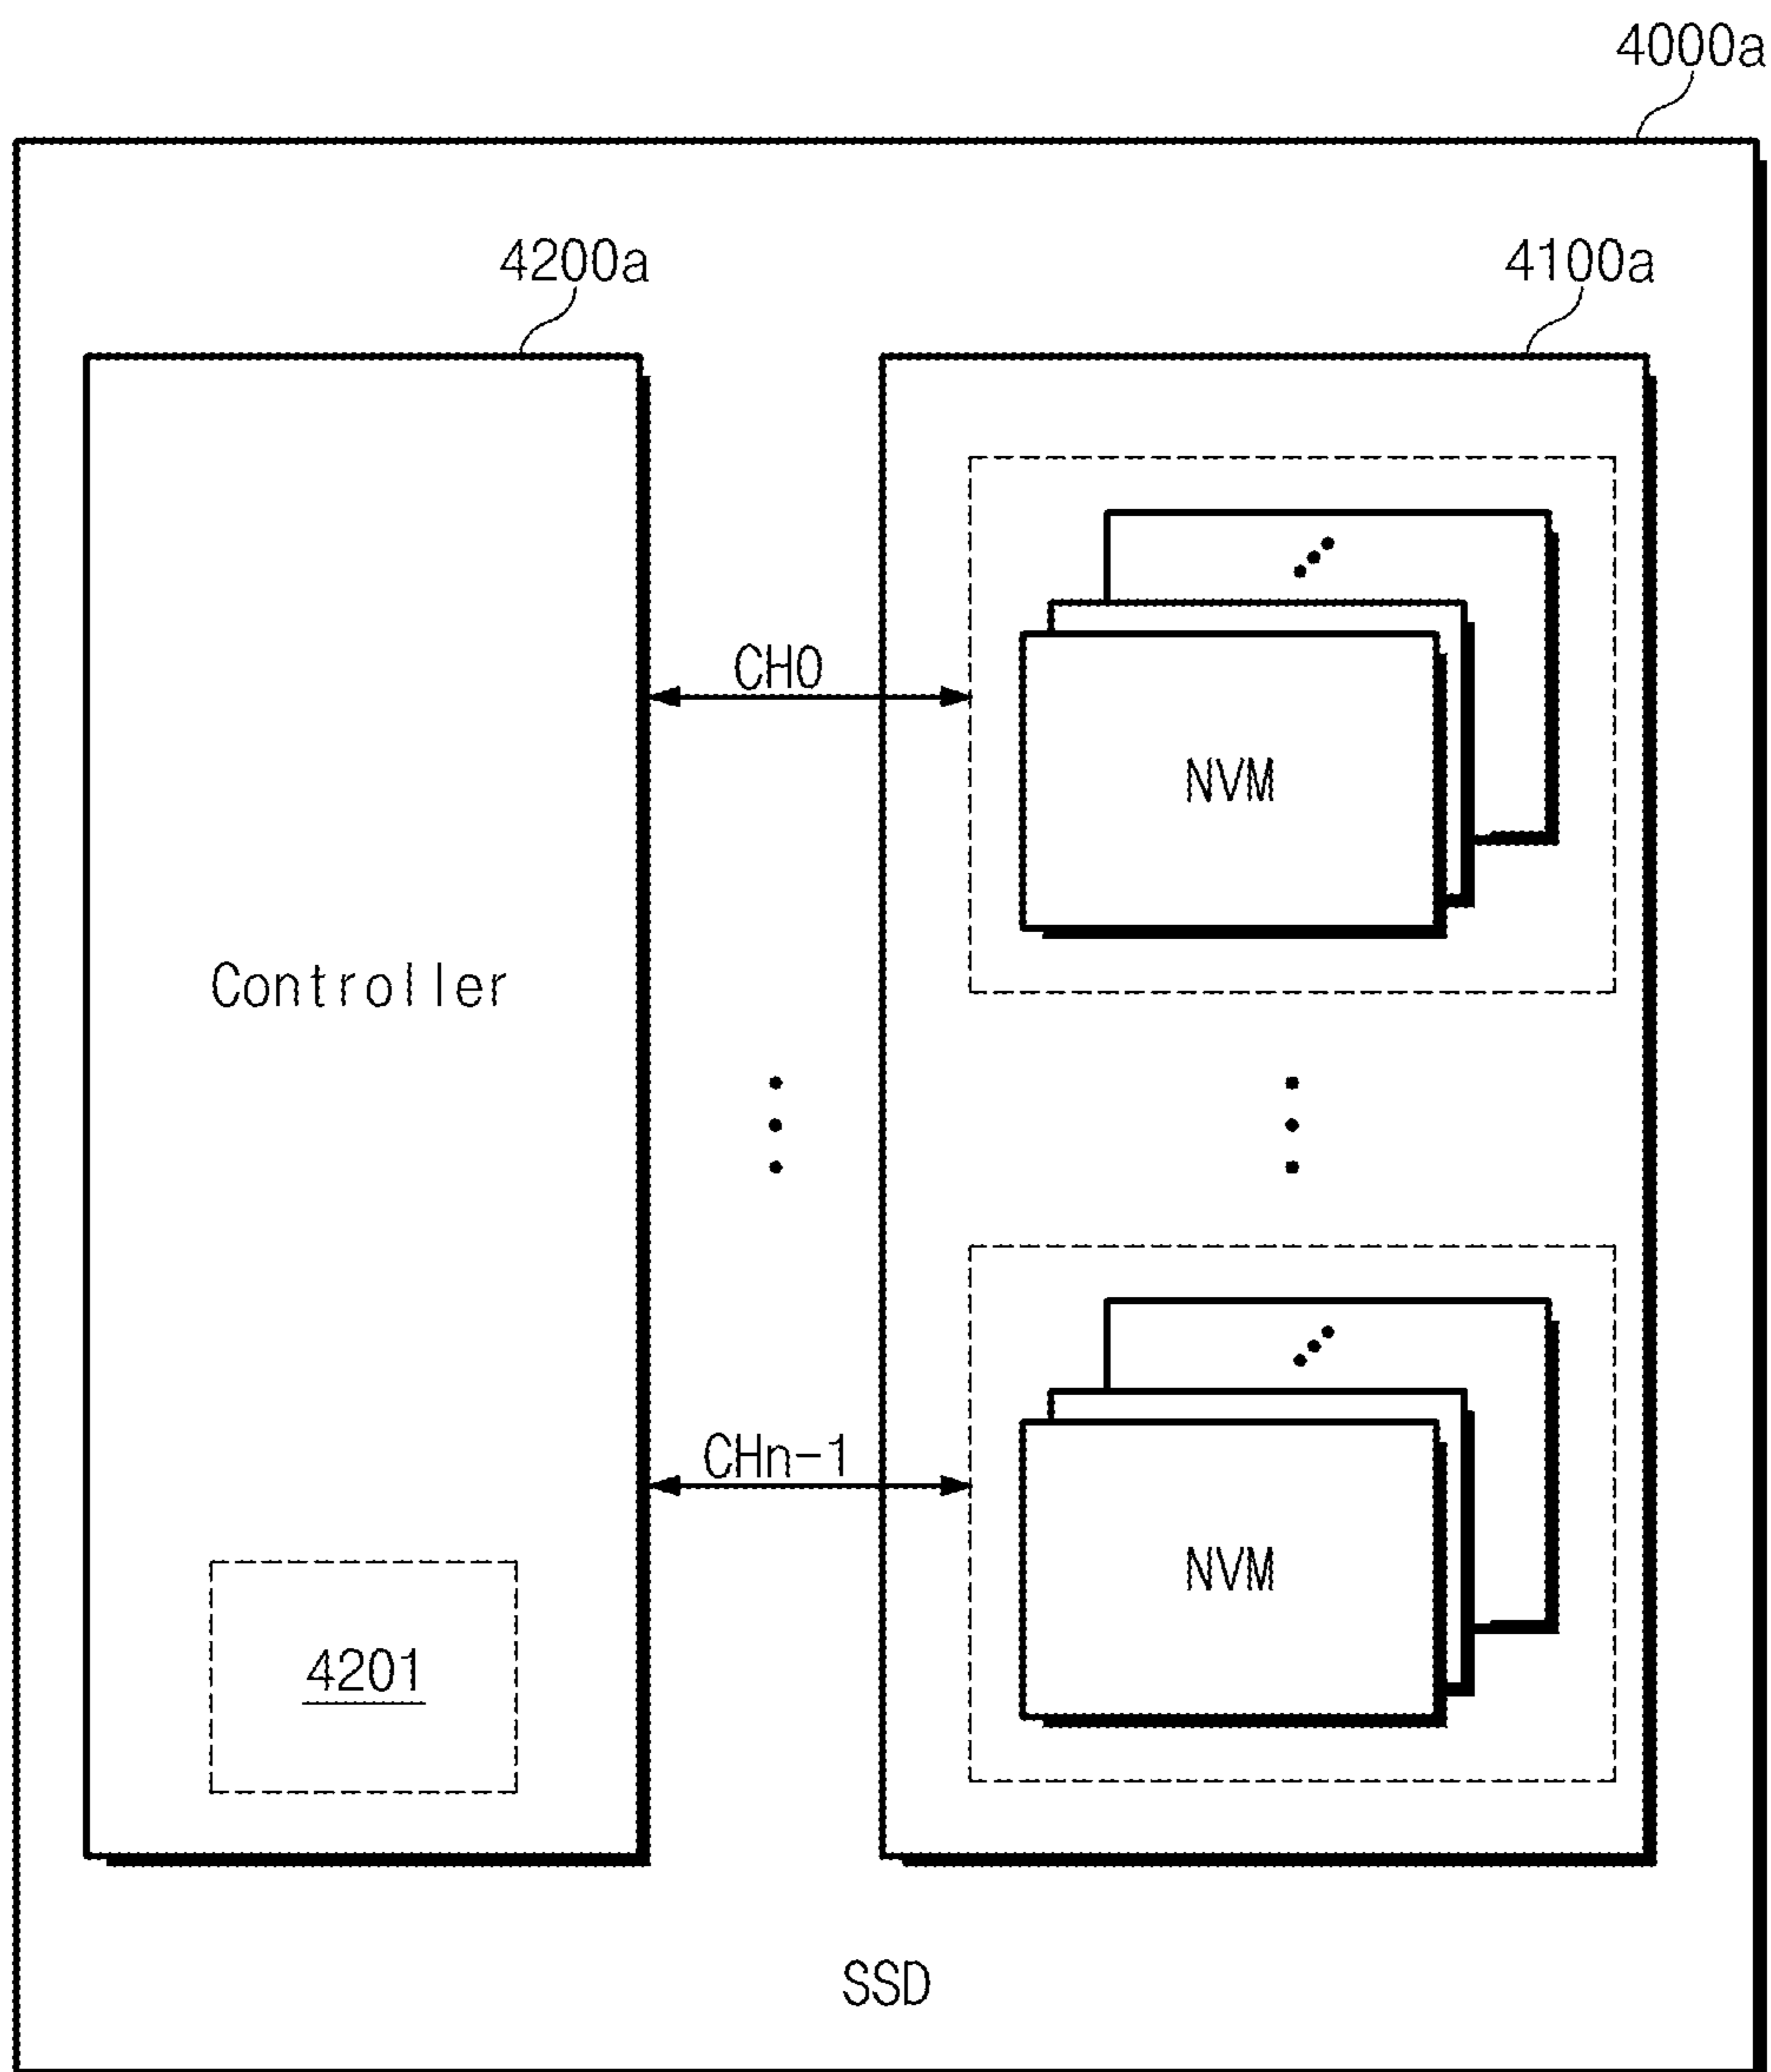 4000a
4200a
4100a
CH0
NVM
Controller
CHn-1
NVM
4201
SSD